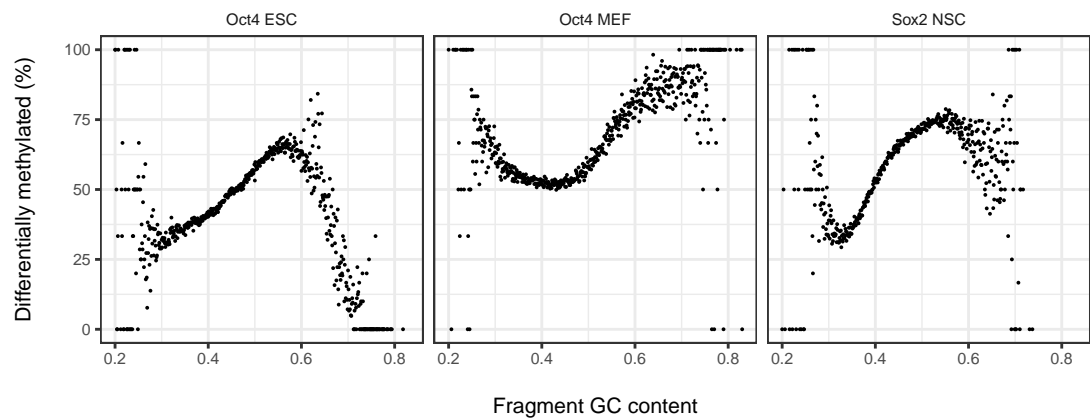 Oct4 ESC
Oct4 MEF
Sox2 NSC
Differentially methylated (%)
100
75
50
25
0
0.2 0.4 0.6 0.8
0.2 0.4 0.6 0.8
0.2 0.4 0.6 0.8
Fragment GC content